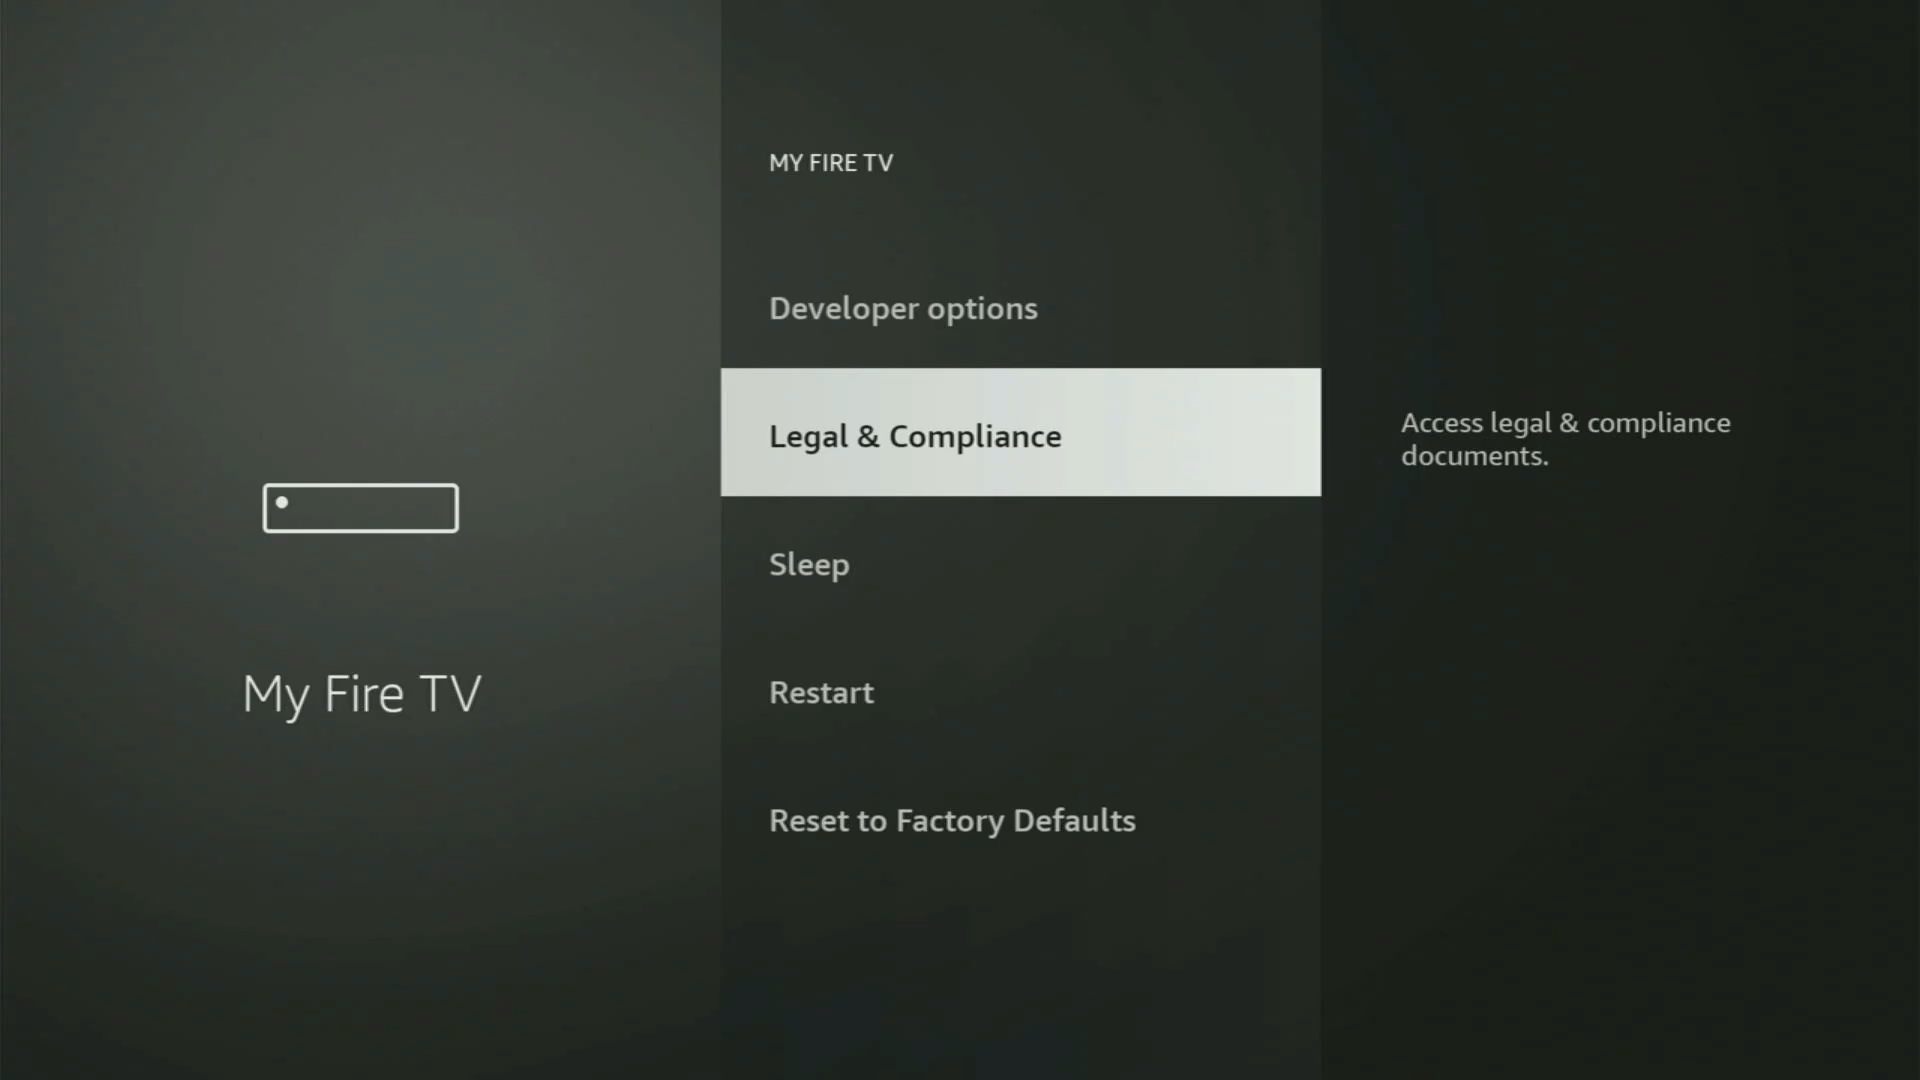 My Fire TV
MY FIRE TV
Developer options
Legal & Compliance
Sleep
Restart
Reset to Factory Defaults
Access legal & compliance
documents.